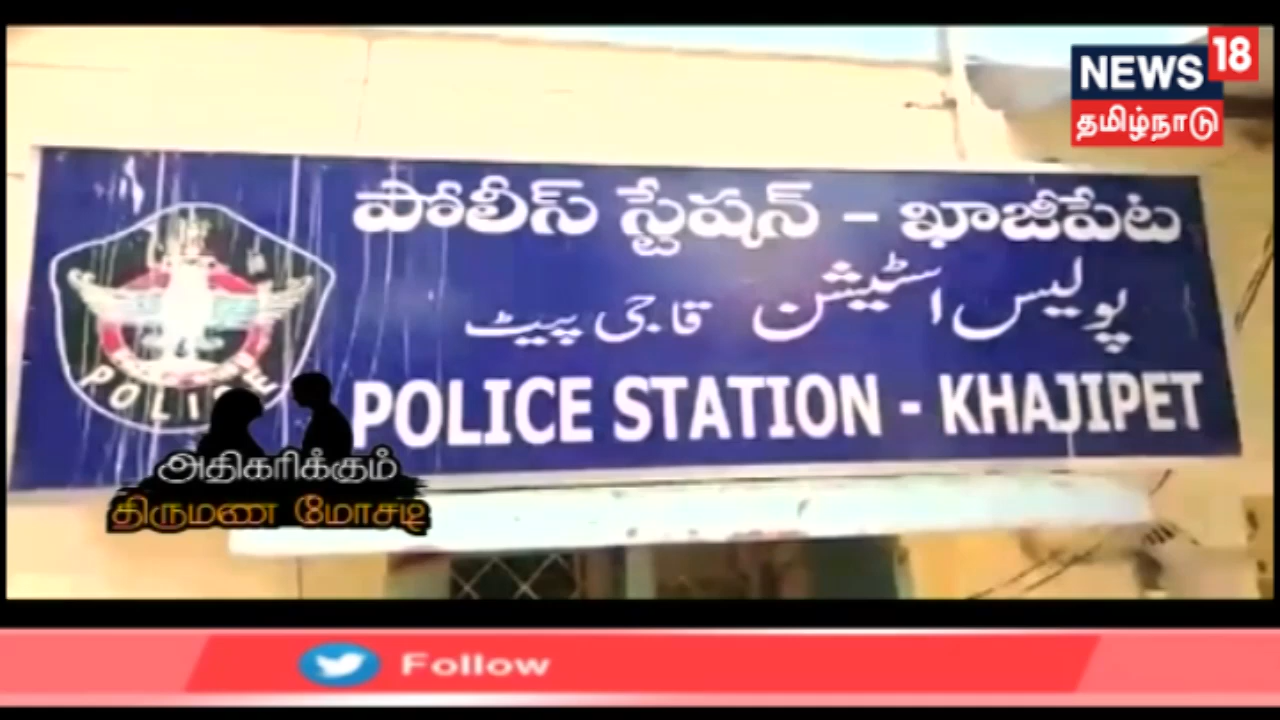 NEWS 18
தமிழ்நாடு
పోలీస్ స్టేషన్ - ఖాజీపేట
پولیس اسٹیشن قاجی پیٹ
POLICE STATION - KHAJIPET
POLICE
அதிகரிக்கும்
திருமண மோசடி
Follow